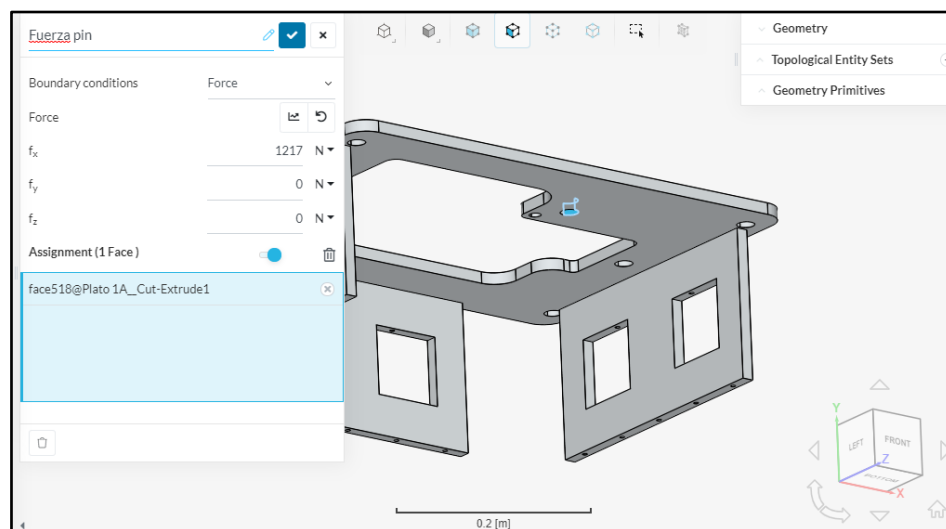 Fuerza pin
Boundary conditions Force
Force
fx 1217 N
fy 0 N
fz 0 N
Assignment (1 Face )
face518@Plato 1A__Cut-Extrude1
Geometry
Topological Entity Sets
Geometry Primitives
0.2 [m]
Y
LEFT FRONT
Z
X